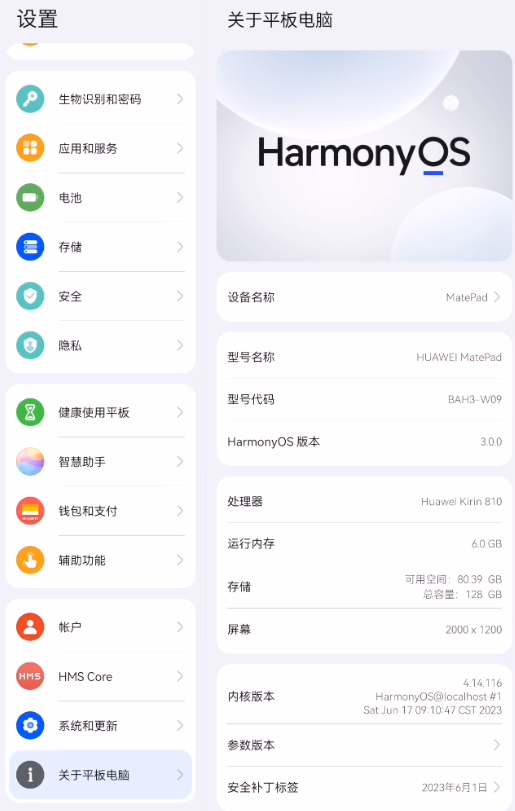 设置
生物识别和密码
应用和服务
电池
存储
安全
隐私
健康使用平板
智慧助手
钱包和支付
辅助功能
帐户
HMS
HMS Core
系统和更新
关于平板电脑
关于平板电脑
HarmonyOS
设备名称 MatePad
型号名称 HUAWEI MatePad
型号代码 BAH3-W09
HarmonyOS 版本 3.0.0
处理器 Huawei Kirin 810
运行内存 6.0 GB
存储 可用空间: 80.39 GB
总容量: 128 GB
屏幕 2000 x 1200
内核版本 4.14.116
HarmonyOS@localhost #1
Sat Jun 17 09:10:47 CST 2023
参数版本
安全补丁标签 2023年6月1日